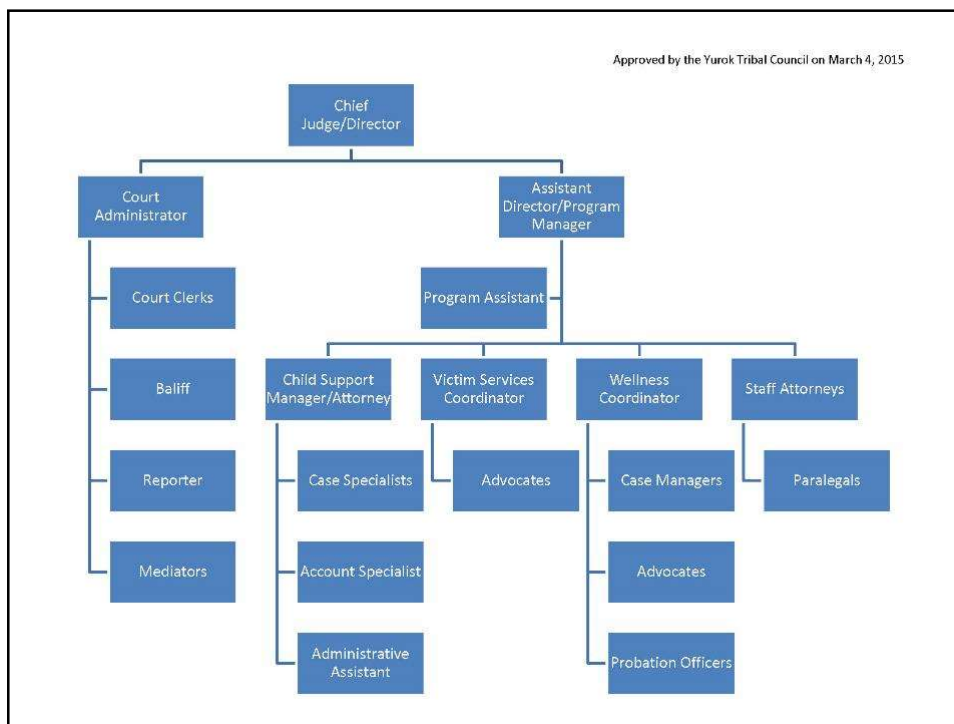 Approved by the Yurok Tribal Council on March 4, 2015
Chief
Judge/Director
Court
Administrator
Assistant
Director/Program
Manager
Court Clerks
Program Assistant
Baliff
Child Support
Manager/Attorney
Victim Services
Coordinator
Wellness
Coordinator
Staff Attorneys
Reporter
Case Specialists
Advocates
Case Managers
Paralegals
Mediators
Account Specialist
Advocates
Administrative
Assistant
Probation Officers